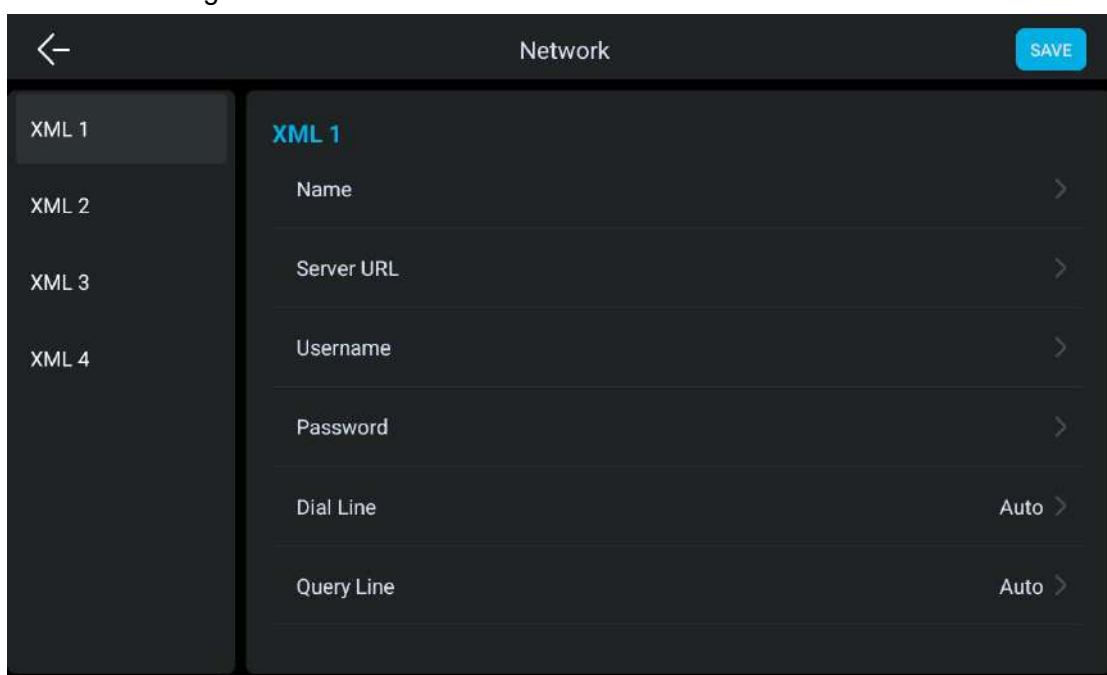 Network
SAVE
XML 1
XML 2
XML 3
XML 4
XML 1
Name
Server URL
Username
Password
Dial Line Auto
Query Line Auto